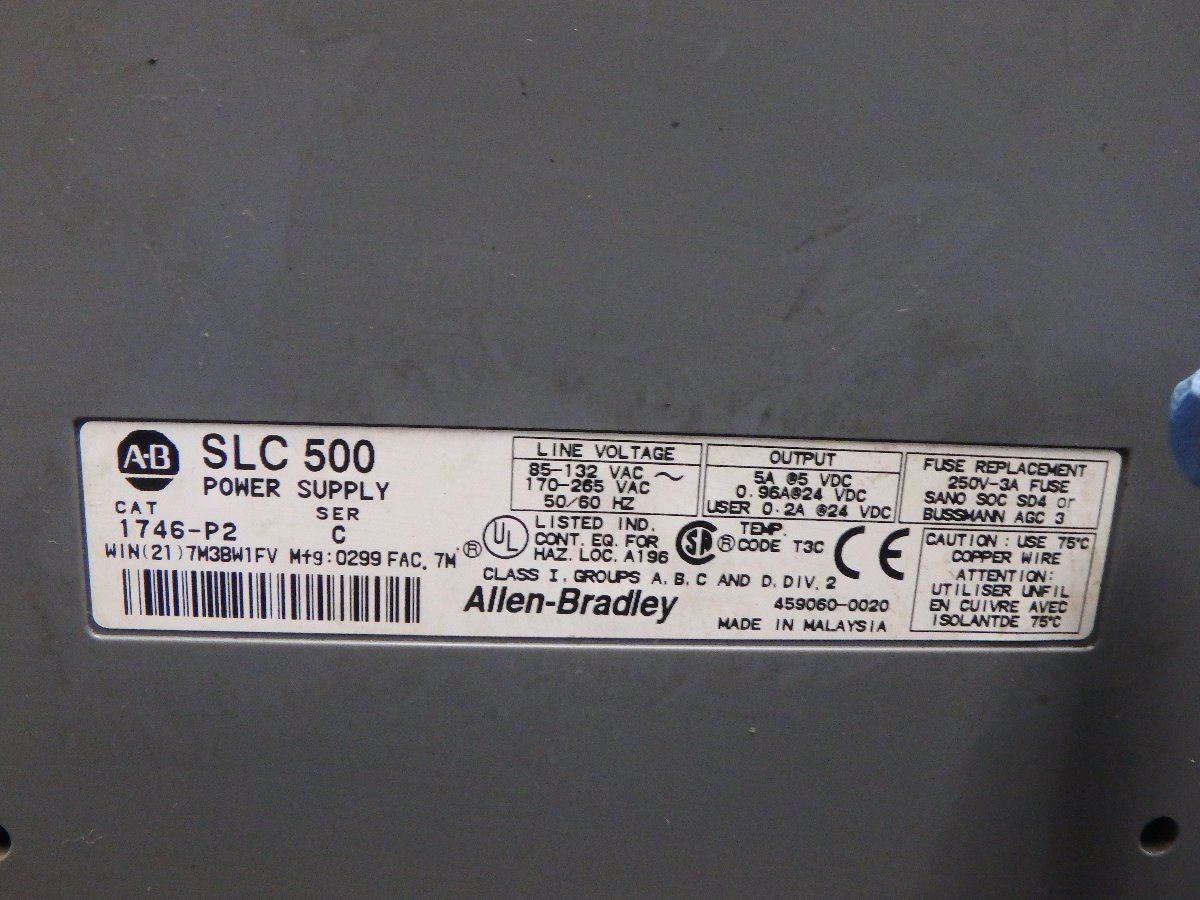 A-B
SLC 500
POWER SUPPLY
CAT SER
1746-P2 C
WIN(21)7M3BW1FV Mfg:0299 FAC. 7M
LINE VOLTAGE
85-132 VAC ~
170-265 VAC
50/60 HZ
OUTPUT
5A @5 VDC
0.96A@24 VDC
USER 0.2A @24 VDC
FUSE REPLACEMENT
250V-3A FUSE
SANO SOC SD4 or
BUSSMANN AGC 3
® UL
LISTED IND.
CONT. EQ. FOR
HAZ. LOC. A196
SA ®
TEMP.
CODE T3C
CE
CLASS I, GROUPS A, B, C AND D, DIV. 2
Allen-Bradley
459060-0020
MADE IN MALAYSIA
CAUTION: USE 75°C
COPPER WIRE
ATTENTION:
UTILISER UNFIL
EN CUIVRE AVEC
ISOLANTDE 75°C